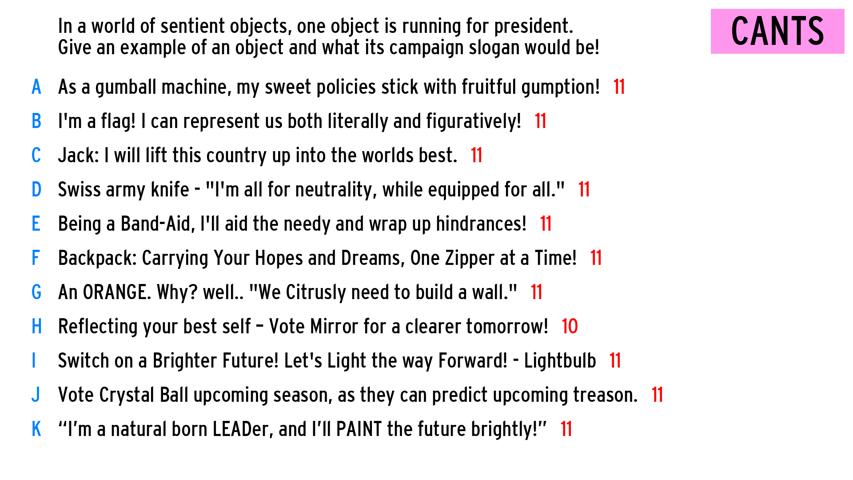 In a world of sentient objects, one object is running for president.
Give an example of an object and what its campaign slogan would be!
CANTS
A As a gumball machine, my sweet policies stick with fruitful gumption! 11
B I'm a flag! I can represent us both literally and figuratively! 11
C Jack: I will lift this country up into the worlds best. 11
D Swiss army knife - "I'm all for neutrality, while equipped for all." 11
E Being a Band-Aid, I'll aid the needy and wrap up hindrances! 11
F Backpack: Carrying Your Hopes and Dreams, One Zipper at a Time! 11
G An ORANGE. Why? well.. "We Citrusly need to build a wall." 11
H Reflecting your best self – Vote Mirror for a clearer tomorrow! 10
I Switch on a Brighter Future! Let's Light the way Forward! - Lightbulb 11
J Vote Crystal Ball upcoming season, as they can predict upcoming treason. 11
K “I’m a natural born LEADer, and I’ll PAINT the future brightly!” 11